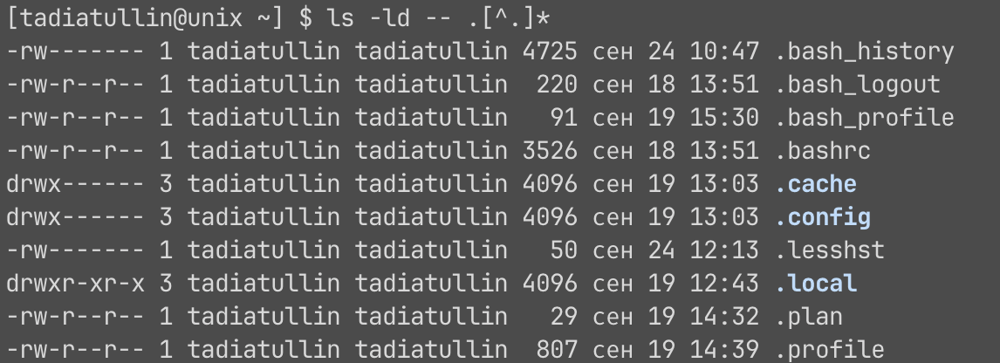 [tadiatullin@unix ~] $ ls -ld -- .[^.]*
-rw------- 1 tadiatullin tadiatullin 4725 сен 24 10:47 .bash_history
-rw-r--r-- 1 tadiatullin tadiatullin  220 сен 18 13:51 .bash_logout
-rw-r--r-- 1 tadiatullin tadiatullin   91 сен 19 15:30 .bash_profile
-rw-r--r-- 1 tadiatullin tadiatullin 3526 сен 18 13:51 .bashrc
drwx------ 3 tadiatullin tadiatullin 4096 сен 19 13:03 .cache
drwx------ 3 tadiatullin tadiatullin 4096 сен 19 13:03 .config
-rw------- 1 tadiatullin tadiatullin   50 сен 24 12:13 .lesshst
drwxr-xr-x 3 tadiatullin tadiatullin 4096 сен 19 12:43 .local
-rw-r--r-- 1 tadiatullin tadiatullin   29 сен 19 14:32 .plan
-rw-r--r-- 1 tadiatullin tadiatullin  807 сен 19 14:39 .profile